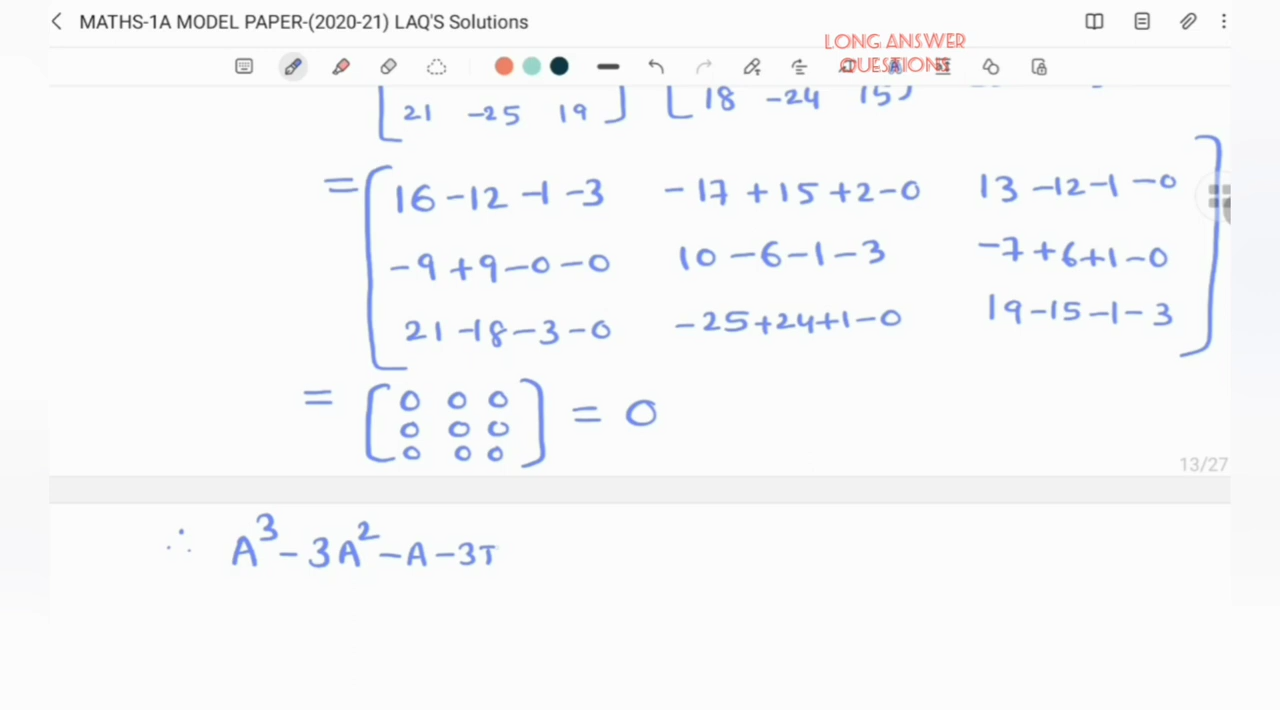 MATHS-1A MODEL PAPER-(2020-21) LAQ'S Solutions
LONG ANSWER
QUESTIONS
21 -25 19 ] [ 18 -24 15 )
= [ 16-12-1-3 -17+15+2-0 13-12-1-0
-9+9-0-0 10-6-1-3 -7+6+1-0
21-18-3-0 -25+24+1-0 19-15-1-3 ]
= [ 0 0 0
0 0 0
0 0 0 ] = 0
13/27
∴ A³-3A²-A-3I